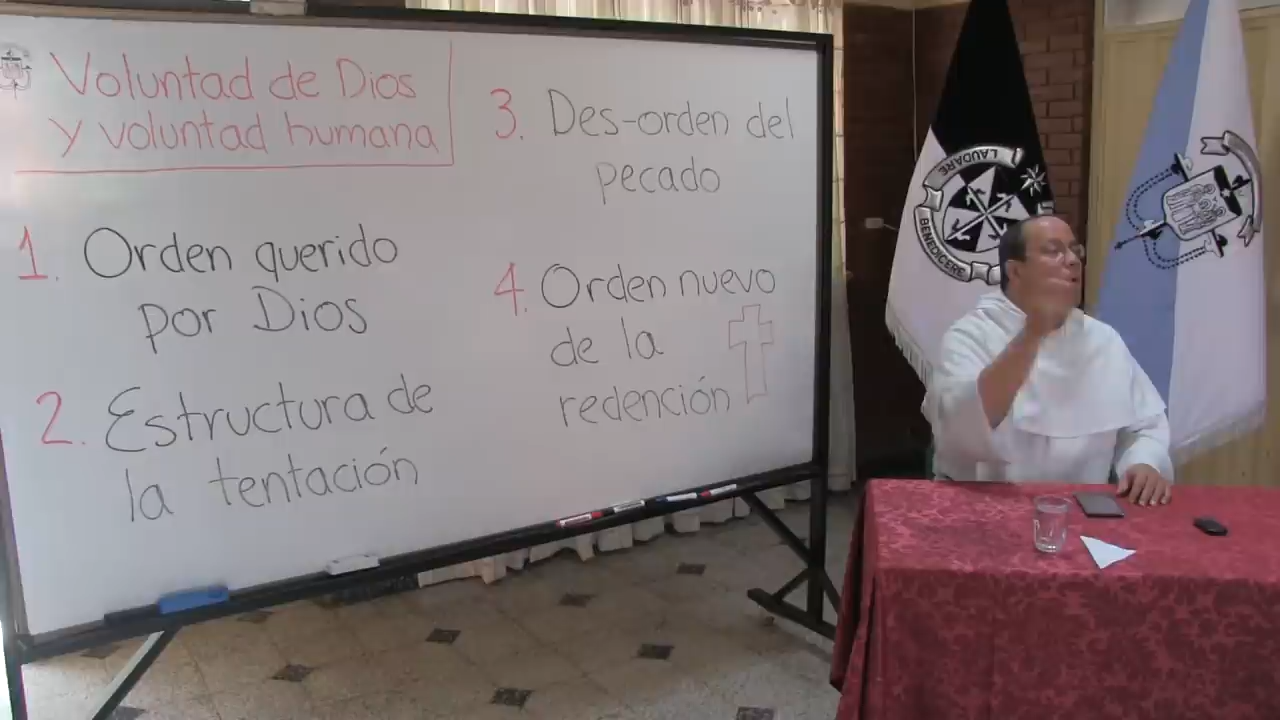 Voluntad de Dios
y voluntad humana
1. Orden querido
por Dios
2. Estructura de
la tentación
3. Des-orden del
pecado
4. Orden nuevo
de la
redención
LAUDARE
BENEDICERE